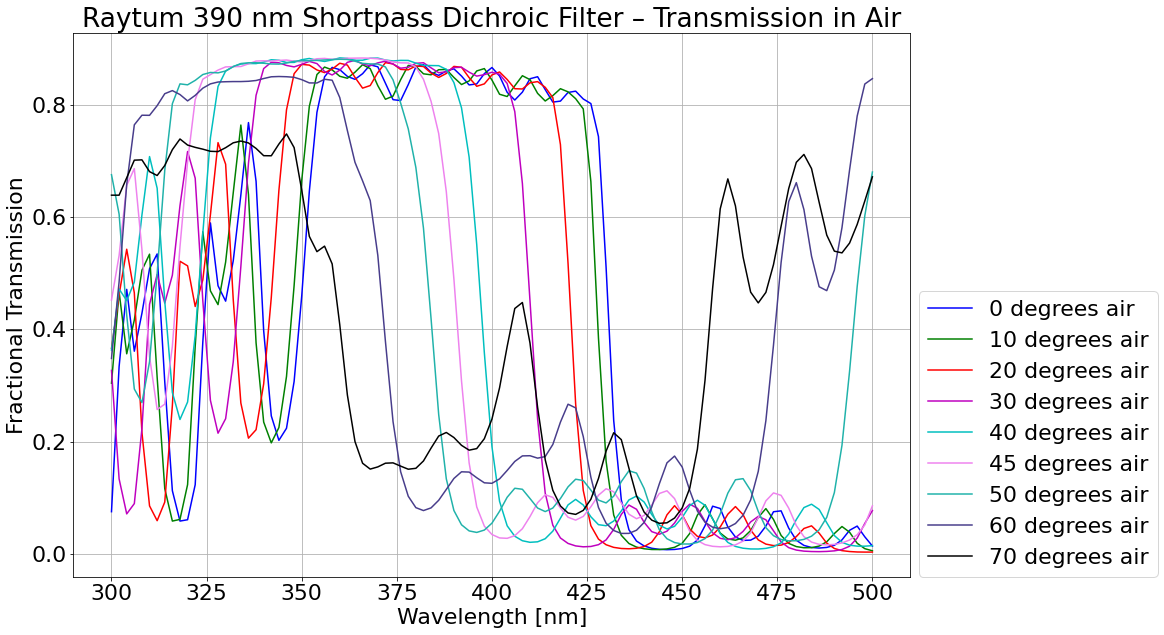 Raytum 390 nm Shortpass Dichroic Filter – Transmission in Air
Fractional Transmission
0.8
0.6
0.4
0.2
0.0
300 325 350 375 400 425 450 475 500
Wavelength [nm]
0 degrees air
10 degrees air
20 degrees air
30 degrees air
40 degrees air
45 degrees air
50 degrees air
60 degrees air
70 degrees air